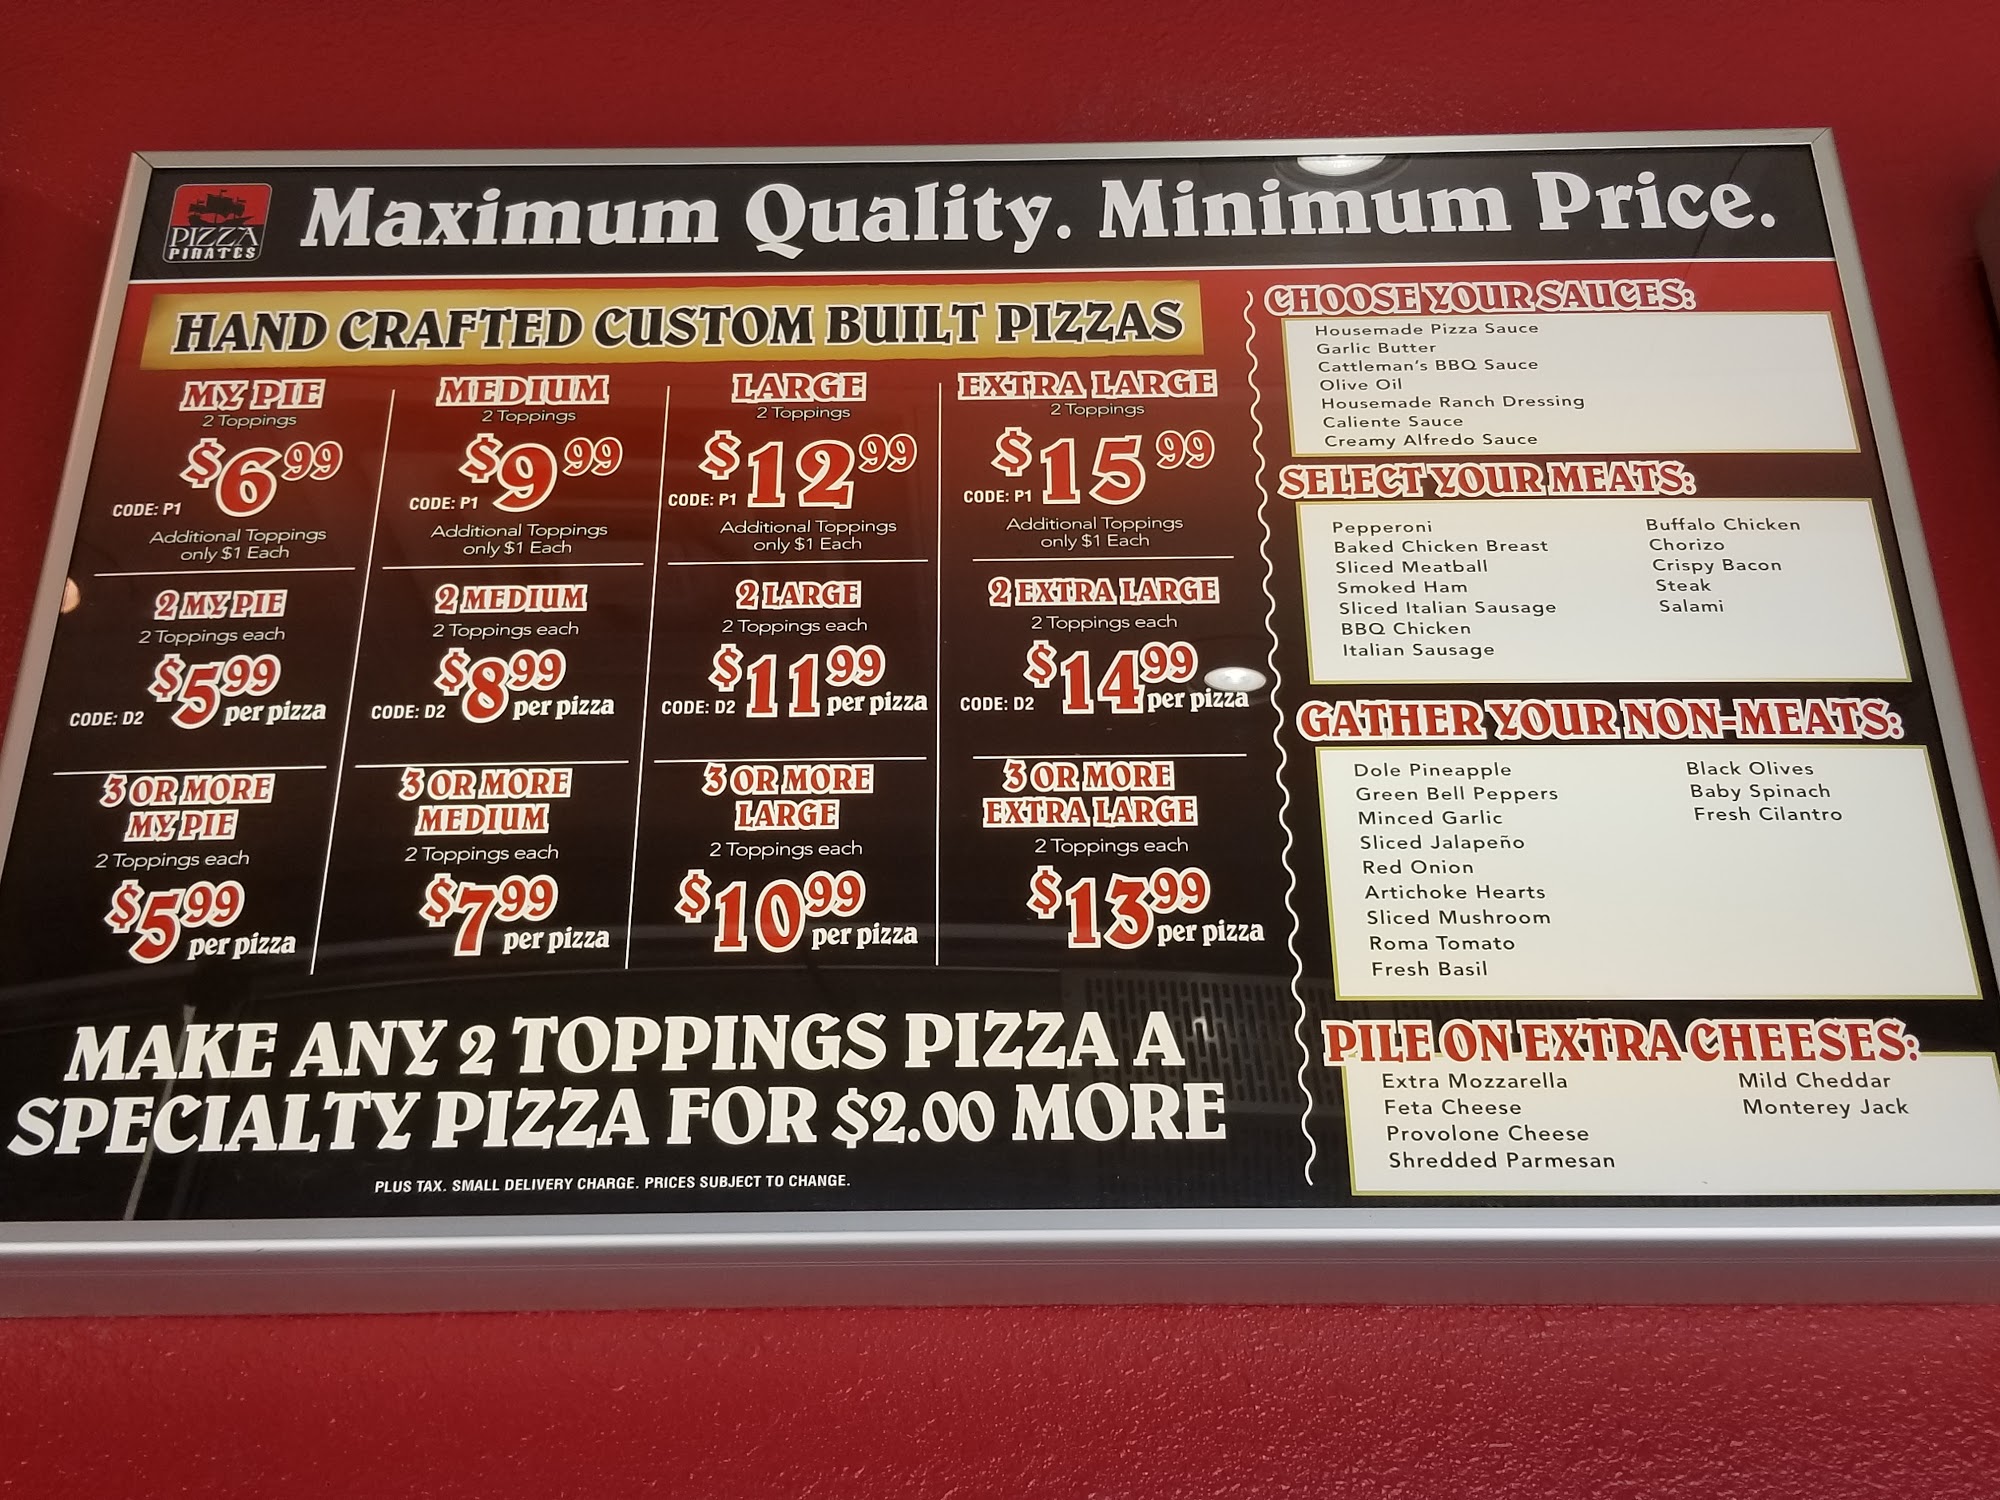 PIZZA
PIRATES
Maximum Quality. Minimum Price.
HAND CRAFTED CUSTOM BUILT PIZZAS
MY PIE
2 Toppings
$6.99
CODE: P1
Additional Toppings
only $1 Each
MEDIUM
2 Toppings
$9.99
CODE: P1
Additional Toppings
only $1 Each
LARGE
2 Toppings
$12.99
CODE: P1
Additional Toppings
only $1 Each
EXTRA LARGE
2 Toppings
$15.99
CODE: P1
Additional Toppings
only $1 Each
2 MY PIE
2 Toppings each
$5.99
CODE: D2 per pizza
2 MEDIUM
2 Toppings each
$8.99
CODE: D2 per pizza
2 LARGE
2 Toppings each
$11.99
CODE: D2 per pizza
2 EXTRA LARGE
2 Toppings each
$14.99
CODE: D2 per pizza
3 OR MORE
MY PIE
2 Toppings each
$5.99
per pizza
3 OR MORE
MEDIUM
2 Toppings each
$7.99
per pizza
3 OR MORE
LARGE
2 Toppings each
$10.99
per pizza
3 OR MORE
EXTRA LARGE
2 Toppings each
$13.99
per pizza
MAKE ANY 2 TOPPINGS PIZZA A
SPECIALTY PIZZA FOR $2.00 MORE
PLUS TAX. SMALL DELIVERY CHARGE. PRICES SUBJECT TO CHANGE.
CHOOSE YOUR SAUCES:
Housemade Pizza Sauce
Garlic Butter
Cattleman's BBQ Sauce
Olive Oil
Housemade Ranch Dressing
Caliente Sauce
Creamy Alfredo Sauce
SELECT YOUR MEATS:
Pepperoni
Baked Chicken Breast
Sliced Meatball
Smoked Ham
Sliced Italian Sausage
BBQ Chicken
Italian Sausage
Buffalo Chicken
Chorizo
Crispy Bacon
Steak
Salami
GATHER YOUR NON-MEATS:
Dole Pineapple
Green Bell Peppers
Minced Garlic
Sliced Jalapeño
Red Onion
Artichoke Hearts
Sliced Mushroom
Roma Tomato
Fresh Basil
Black Olives
Baby Spinach
Fresh Cilantro
PILE ON EXTRA CHEESES:
Extra Mozzarella
Feta Cheese
Provolone Cheese
Shredded Parmesan
Mild Cheddar
Monterey Jack